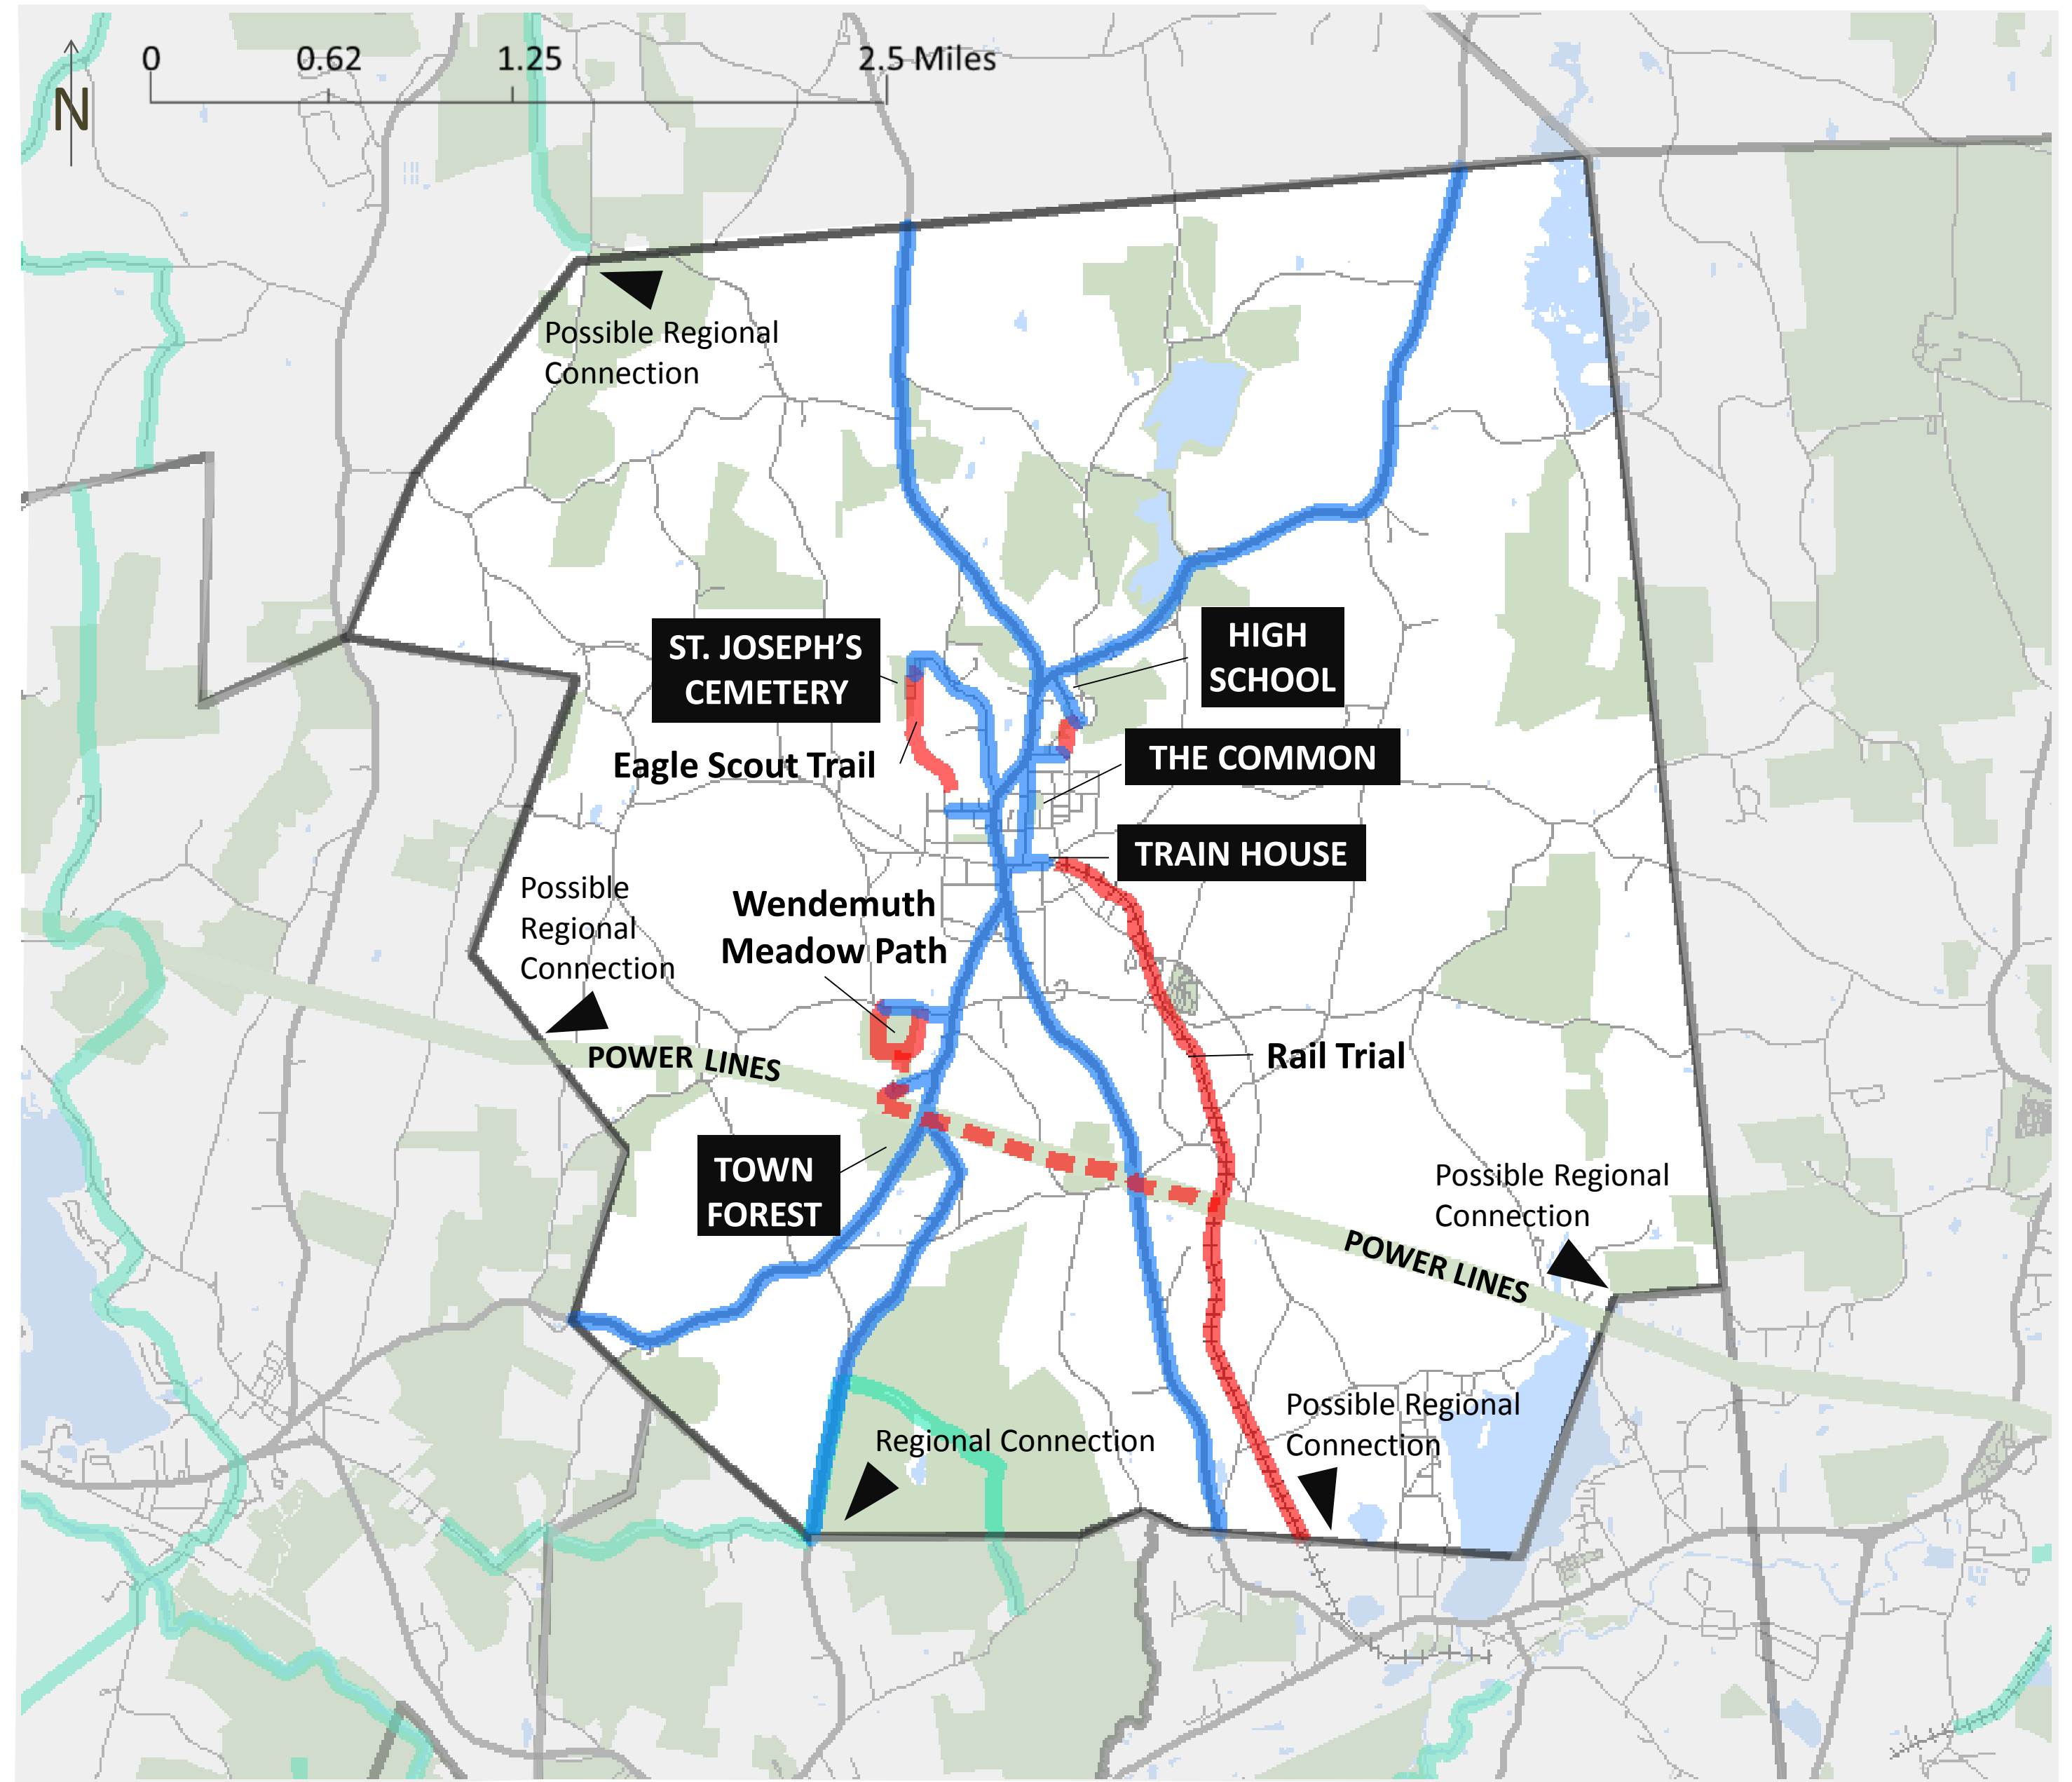 0 0.62 1.25 2.5 Miles
N
Possible Regional
Connection
ST. JOSEPH'S
CEMETERY
HIGH
SCHOOL
Eagle Scout Trail
THE COMMON
TRAIN HOUSE
Possible
Regional
Connection
Wendemuth
Meadow Path
POWER LINES
Rail Trial
TOWN
FOREST
Possible Regional
Connection
POWER LINES
Possible Regional
Connection
Regional Connection